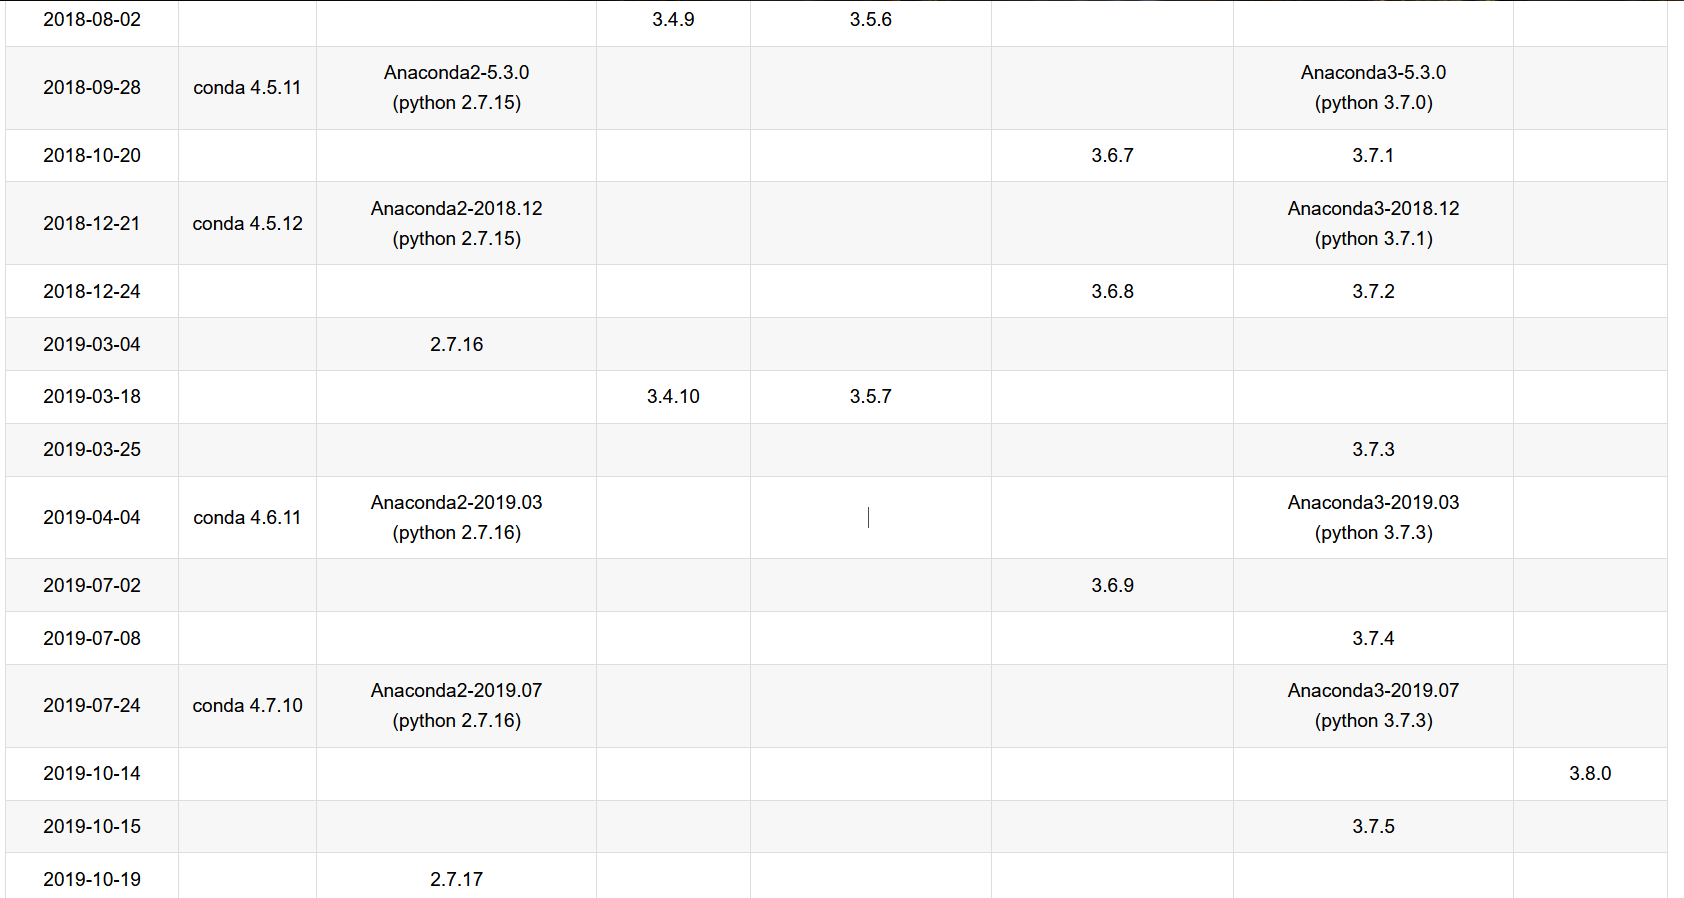 2018-08-02 3.4.9 3.5.6
2018-09-28 conda 4.5.11 Anaconda2-5.3.0 Anaconda3-5.3.0
(python 2.7.15) (python 3.7.0)
2018-10-20 3.6.7 3.7.1
2018-12-21 conda 4.5.12 Anaconda2-2018.12 Anaconda3-2018.12
(python 2.7.15) (python 3.7.1)
2018-12-24 3.6.8 3.7.2
2019-03-04 2.7.16
2019-03-18 3.4.10 3.5.7
2019-03-25 3.7.3
2019-04-04 conda 4.6.11 Anaconda2-2019.03 Anaconda3-2019.03
(python 2.7.16) (python 3.7.3)
2019-07-02 3.6.9
2019-07-08 3.7.4
2019-07-24 conda 4.7.10 Anaconda2-2019.07 Anaconda3-2019.07
(python 2.7.16) (python 3.7.3)
2019-10-14 3.8.0
2019-10-15 3.7.5
2019-10-19 2.7.17